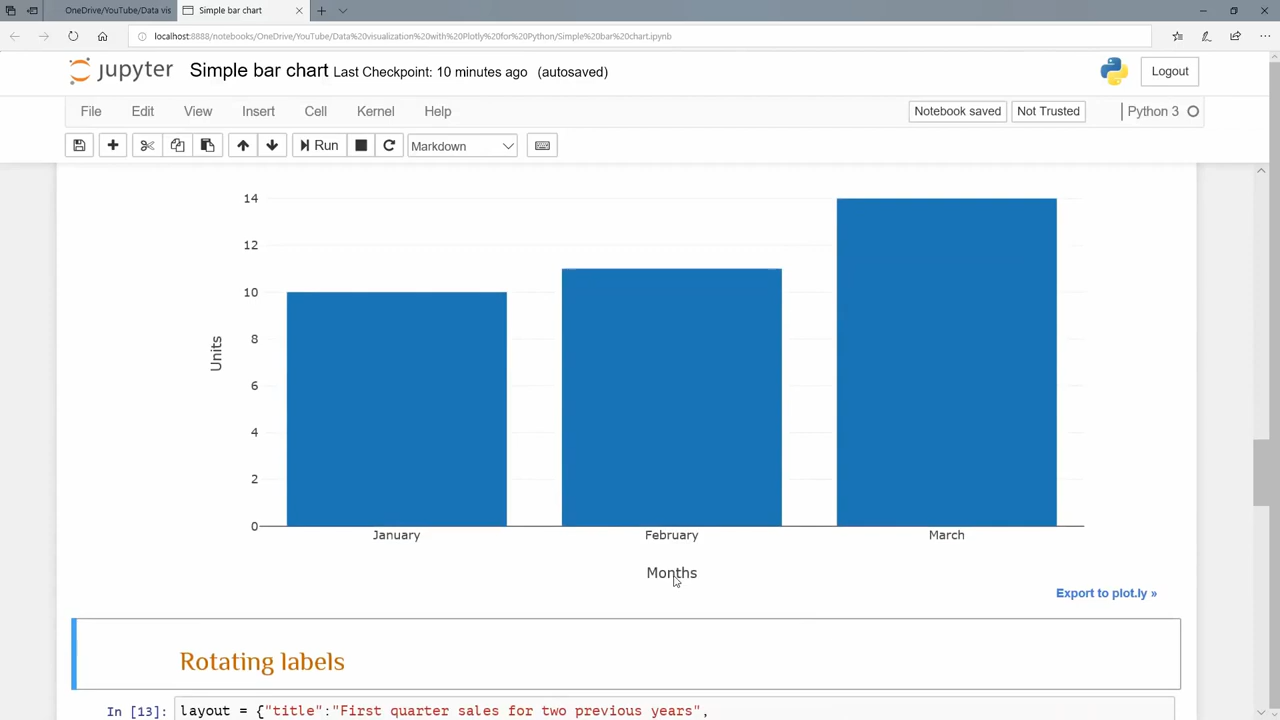 OneDrive/YouTube/Data vis
Simple bar chart
localhost:8888/notebooks/OneDrive/YouTube/Data%20visualization%20with%20Plotly%20for%20Python/Simple%20bar%20chart.ipynb
jupyter Simple bar chart Last Checkpoint: 10 minutes ago (autosaved)
Logout
File Edit View Insert Cell Kernel Help
Notebook saved Not Trusted Python 3
Run Markdown
14
12
10
8
6
4
2
0
Units
January February March
Months
Export to plot.ly »
Rotating labels
In [13]: layout = {"title":"First quarter sales for two previous years",